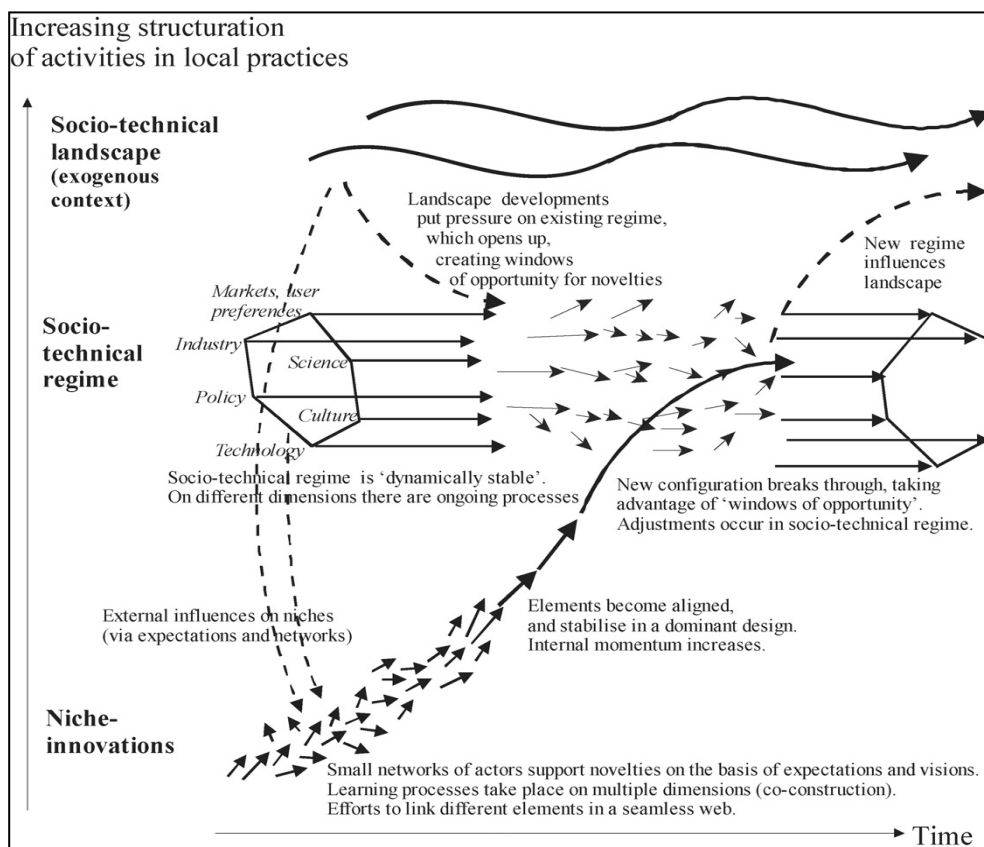 Increasing structuration
of activities in local practices
Socio-technical
landscape
(exogenous
context)
Landscape developments
put pressure on existing regime,
which opens up,
creating windows
of opportunity for novelties
New regime
influences
landscape
Markets, user
preferences
Socio-
technical
regime
Industry
Science
Policy
Culture
Technology
Socio-technical regime is ‘dynamically stable’.
On different dimensions there are ongoing processes
New configuration breaks through, taking
advantage of ‘windows of opportunity’.
Adjustments occur in socio-technical regime.
External influences on niches
(via expectations and networks)
Elements become aligned,
and stabilise in a dominant design.
Internal momentum increases.
Niche-
innovations
Small networks of actors support novelties on the basis of expectations and visions.
Learning processes take place on multiple dimensions (co-construction).
Efforts to link different elements in a seamless web.
Time